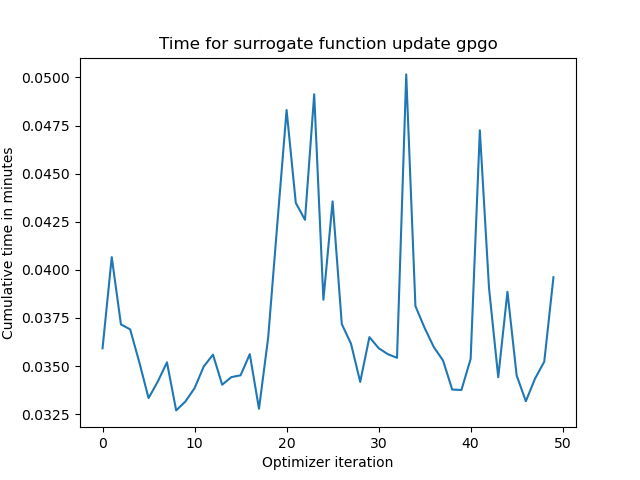 Time for surrogate function update gpgo
Cumulative time in minutes
0.0500
0.0475
0.0450
0.0425
0.0400
0.0375
0.0350
0.0325
0 10 20 30 40 50
Optimizer iteration